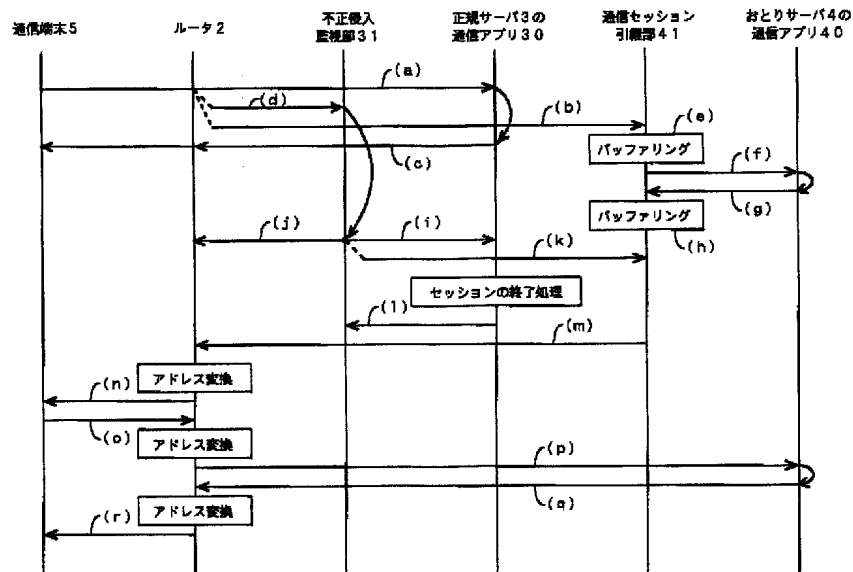 通信端末5
ルータ2
不正侵入
監視部31
正規サーバ3の
通信アプリ30
通信セッション
引継部41
おとりサーバ4の
通信アプリ40
(a)
(d)
(b)
(e)
バッファリング
(c)
(f)
(g)
バッファリング
(j)
(i)
(k)
(h)
セッションの終了処理
(l)
(m)
アドレス変換
(n)
(o)
アドレス変換
(p)
(q)
アドレス変換
(r)